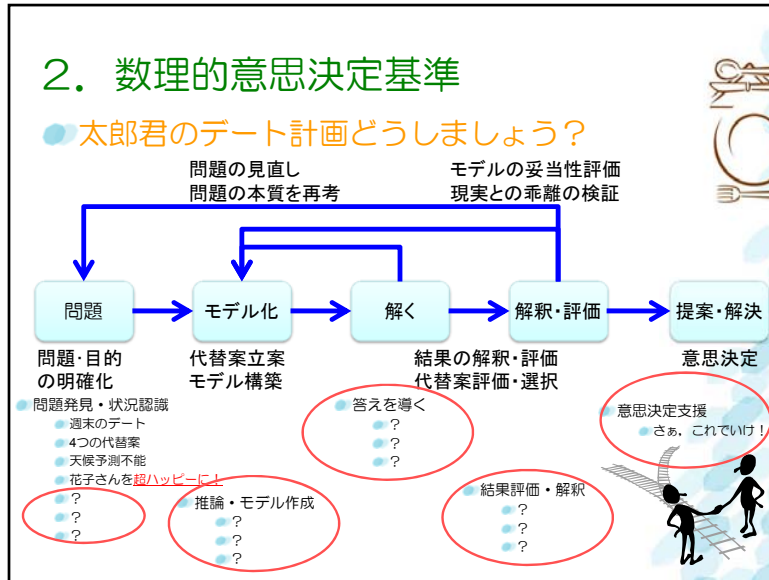 2．数理的意思決定基準
太郎君のデート計画どうしましょう？
問題の見直し
問題の本質を再考
モデルの妥当性評価
現実との乖離の検証
問題
モデル化
解く
解釈・評価
提案・解決
問題・目的
の明確化
代替案立案
モデル構築
結果の解釈・評価
代替案評価・選択
意思決定
問題発見・状況認識
週末のデート
4つの代替案
天候予測不能
花子さんを超ハッピーに！
？
？
？
推論・モデル作成
？
？
？
答えを導く
？
？
？
結果評価・解釈
？
？
？
意思決定支援
さぁ，これでいけ！